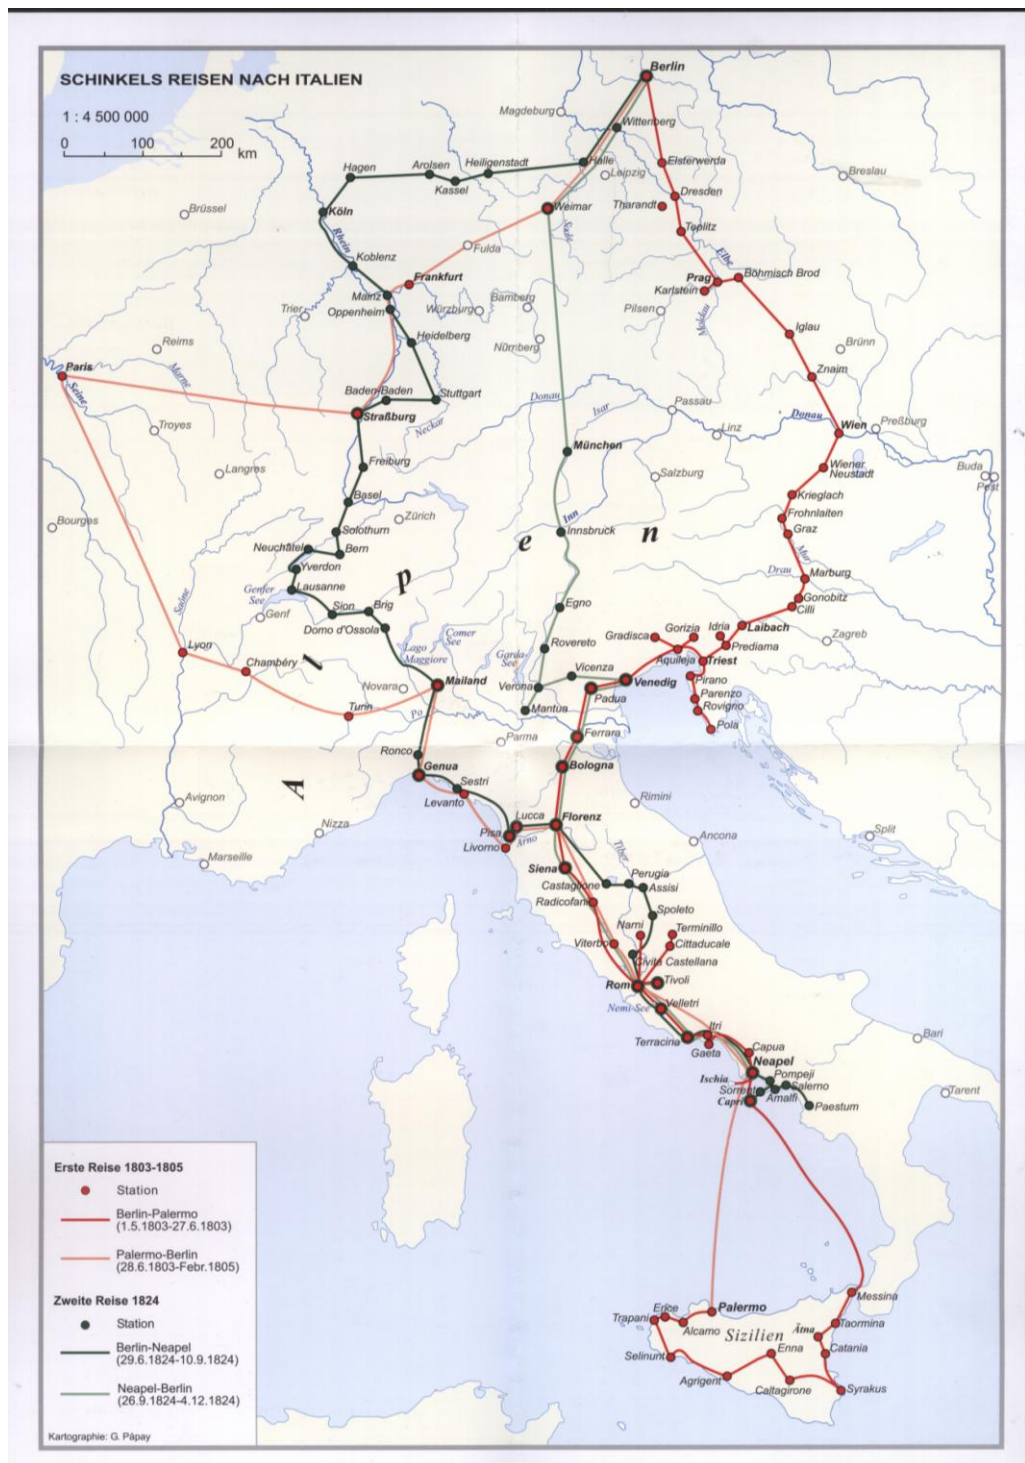 SCHINKELS REISEN NACH ITALIEN
1 : 4 500 000
0 100 200
km
Berlin
Magdeburg
Wittenberg
Hagen
Arolsen
Heiligenstadt
Kassel
Halle
Leipzig
Elsterwerda
Breslau
Dresden
Tharandt
Brüssel
Köln
Weimar
Saale
Teplitz
Rhein
Fulda
Elbe
Koblenz
Frankfurt
Prag
Böhmisch Brod
Karlstein
Mainz
Oppenheim
Trier
Würzburg
Bamberg
Pilsen
Moldau
Iglau
Nürnberg
Heidelberg
Reims
Brünn
Paris
Marne
Seine
Znaim
Baden-Baden
Stuttgart
Donau
Isar
Passau
Straßburg
Neckar
Troyes
Linz
Donau
Wien
Preßburg
München
Langres
Freiburg
Salzburg
Wiener
Neustadt
Buda
Pest
Basel
Krieglach
Bourges
Zürich
Inn
Frohnlaiten
Solothurn
Innsbruck
Graz
Neuchâtel
Bern
Mur
Yverdon
Drau
Marburg
Lausanne
Genfer
See
Gonobitz
Cilli
Saône
Genf
Sion
Brig
Egno
Domo d'Ossola
Laibach
Lago
Maggiore
Comer
See
Garda-
See
Rovereto
Gradisca
Gorizia
Idria
Prediama
Zagreb
Lyon
Chambéry
Aquileja
Triest
Vicenza
Venedig
Pirano
Novara
Mailand
Verona
Padua
Parenzo
Rovigno
Turin
Po
Mantua
Pola
Ferrara
Parma
Ronco
Genua
Bologna
Sestri
Levanto
Avignon
Rimini
Nizza
Lucca
Florenz
Pisa
Arno
Livorno
Ancona
Split
Marseille
Tiber
Siena
Perugia
Castaglione
Assisi
Radicofani
Spoleto
Narni
Terminillo
Viterbo
Cittaducale
Civita Castellana
Rom
Tivoli
Nemi-See
Velletri
Itri
Terracina
Gaeta
Capua
Bari
Neapel
Ischia
Pompeji
Sorrent
Salerno
Capri
Amalfi
Paestum
Tarent
A l p e n
Messina
Palermo
Erice
Trapani
Alcamo
Sizilien
Ätna
Taormina
Selinunt
Enna
Catania
Agrigent
Caltagirone
Syrakus
Erste Reise 1803-1805
Station
Berlin-Palermo
(1.5.1803-27.6.1803)
Palermo-Berlin
(28.6.1803-Febr.1805)
Zweite Reise 1824
Station
Berlin-Neapel
(29.6.1824-10.9.1824)
Neapel-Berlin
(26.9.1824-4.12.1824)
Kartographie: G. Pápay